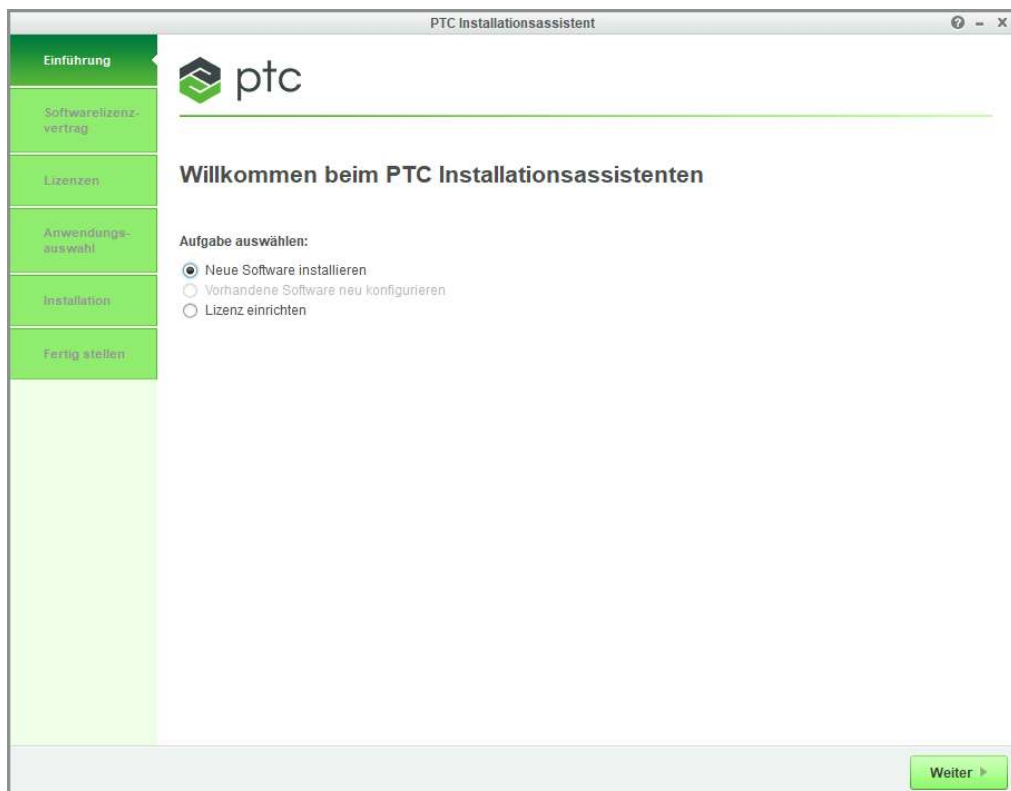 PTC Installationsassistent
Einführung
Softwarelizenz-
vertrag
Lizenzen
Anwendungs-
auswahl
Installation
Fertig stellen
ptc
Willkommen beim PTC Installationsassistenten
Aufgabe auswählen:
Neue Software installieren
Vorhandene Software neu konfigurieren
Lizenz einrichten
Weiter